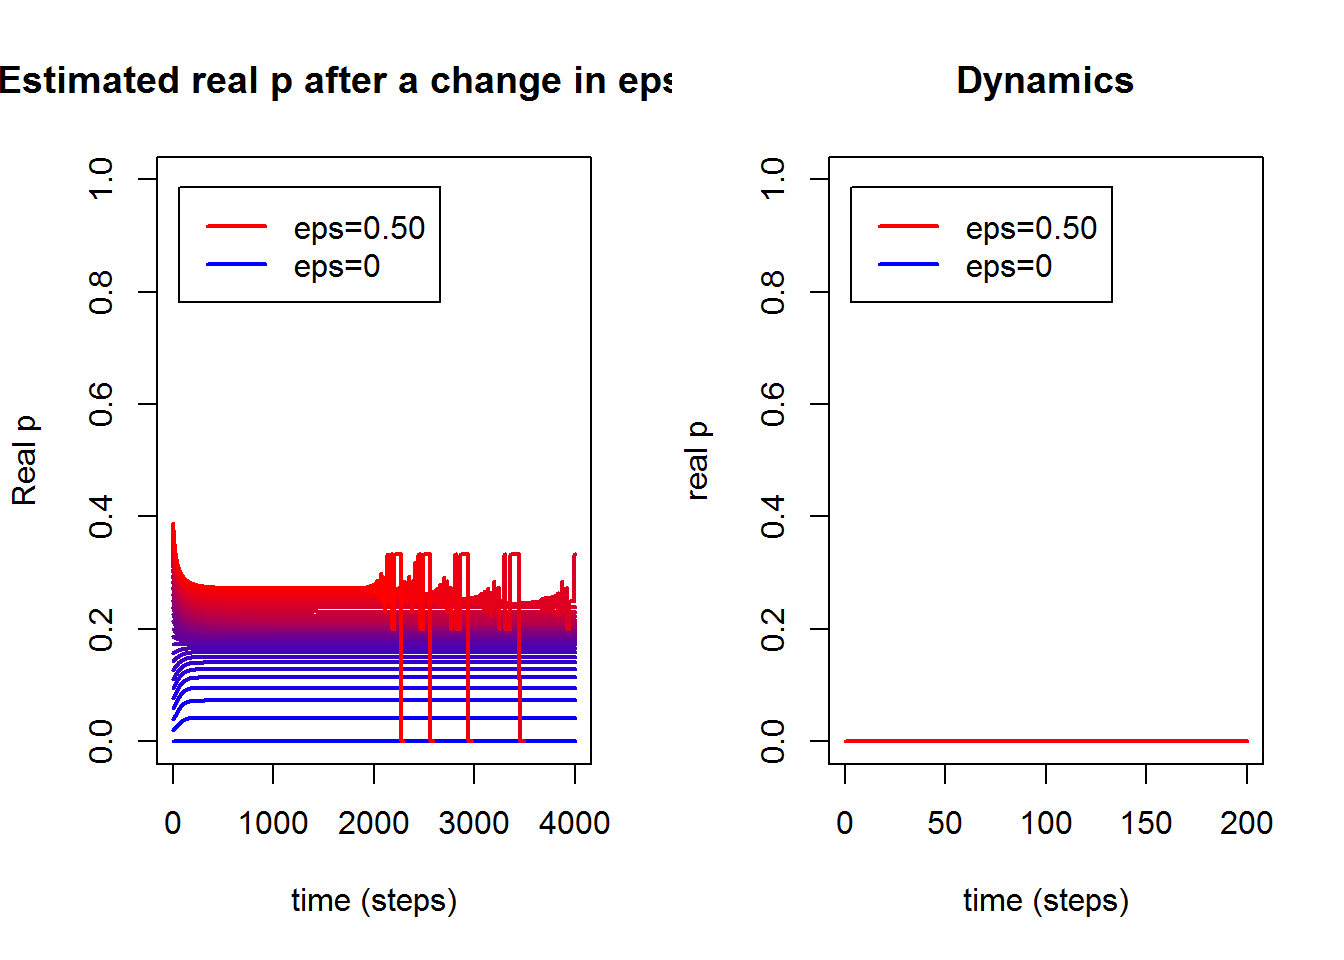 Estimated real p after a change in eps
Real p
1.0
0.8
0.6
0.4
0.2
0.0
eps=0.50
eps=0
0 1000 2000 3000 4000
time (steps)
Dynamics
real p
1.0
0.8
0.6
0.4
0.2
0.0
eps=0.50
eps=0
0 50 100 150 200
time (steps)